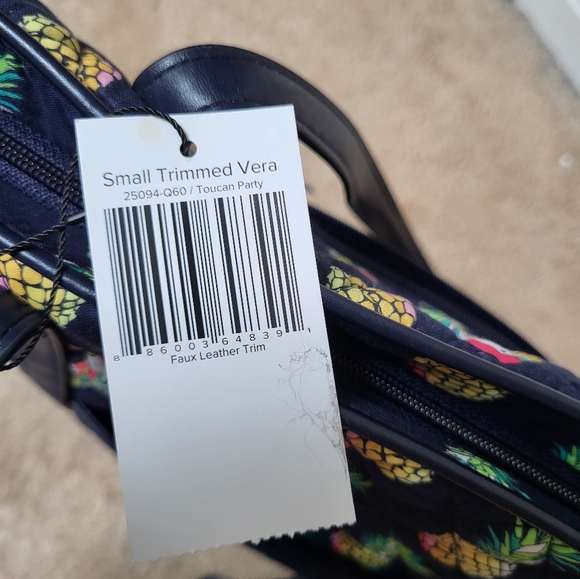 Small Trimmed Vera
25094-Q60 / Toucan Party
8 86003 64839 1
Faux Leather Trim